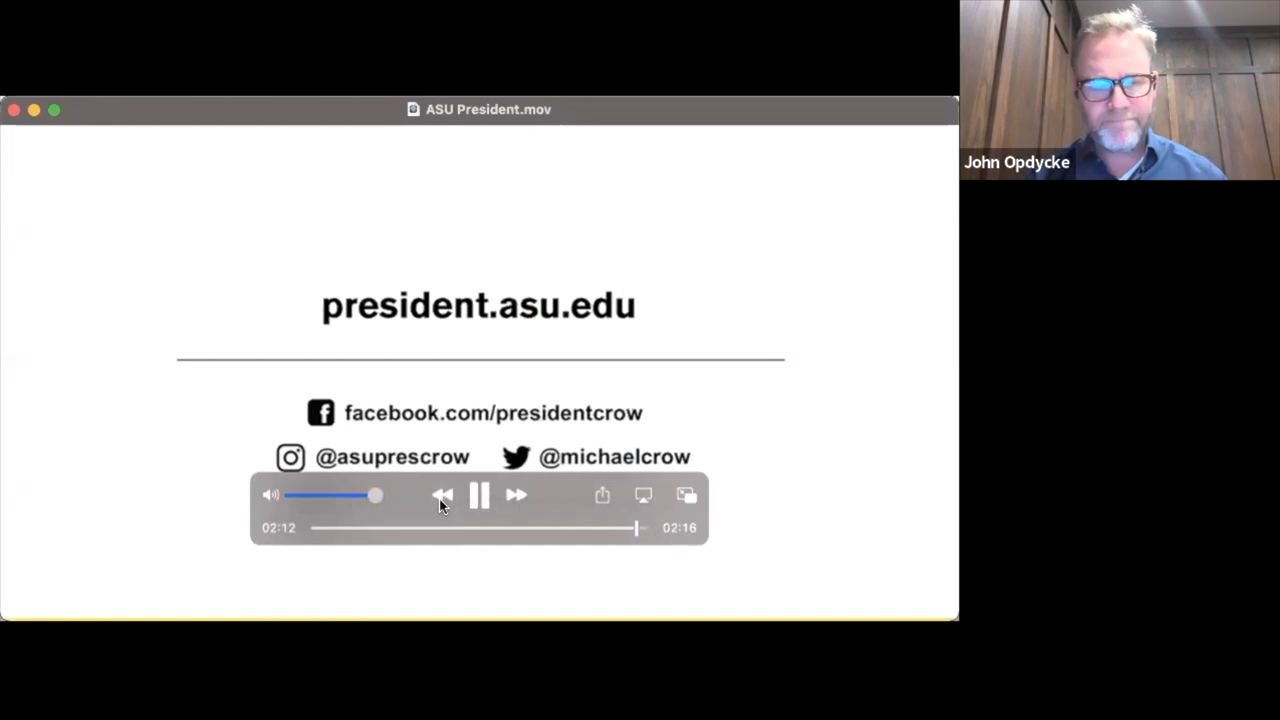 ASU President.mov
John Opdycke
president.asu.edu
facebook.com/presidentcrow
@asuprescrow @michaelcrow
02:12 02:16